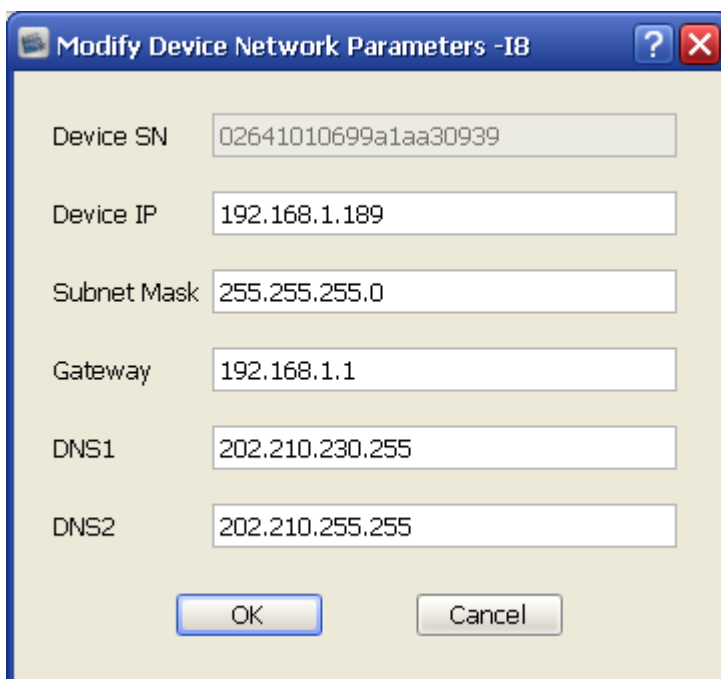 Modify Device Network Parameters -I8
Device SN 02641010699a1aa30939
Device IP 192.168.1.189
Subnet Mask 255.255.255.0
Gateway 192.168.1.1
DNS1 202.210.230.255
DNS2 202.210.255.255
OK Cancel